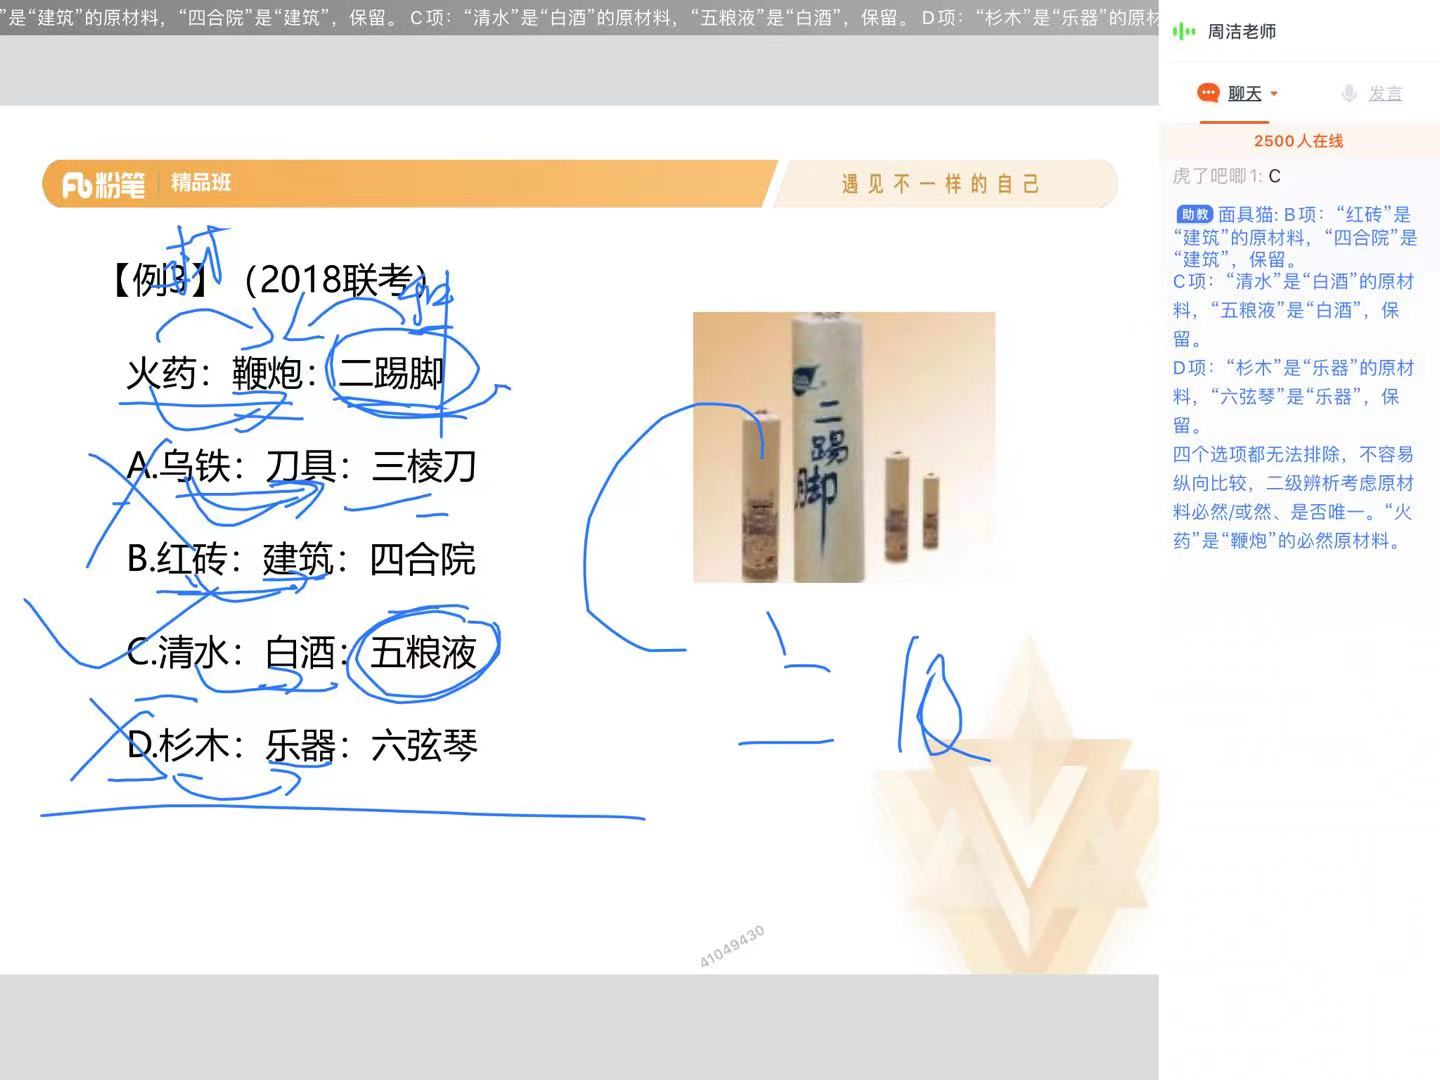 ”是“建筑”的原材料，“四合院”是“建筑”，保留。 C项：“清水”是“白酒”的原材料，“五粮液”是“白酒”，保留。 D项：“杉木”是“乐器”的原材
周洁老师
聊天
发言
2500人在线
粉笔 精品班
遇见不一样的自己
【例3】（2018联考）
火药：鞭炮：二踢脚
A.乌铁：刀具：三棱刀
B.红砖：建筑：四合院
C.清水：白酒：五粮液
D.杉木：乐器：六弦琴
二踢脚
41049430
虎了吧唧1: C
助教 面具猫: B项：“红砖”是
“建筑”的原材料，“四合院”是
“建筑”，保留。
C项：“清水”是“白酒”的原材
料，“五粮液”是“白酒”，保
留。
D项：“杉木”是“乐器”的原材
料，“六弦琴”是“乐器”，保
留。
四个选项都无法排除，不容易
纵向比较，二级辨析考虑原材
料必然/或然、是否唯一。“火
药”是“鞭炮”的必然原材料。